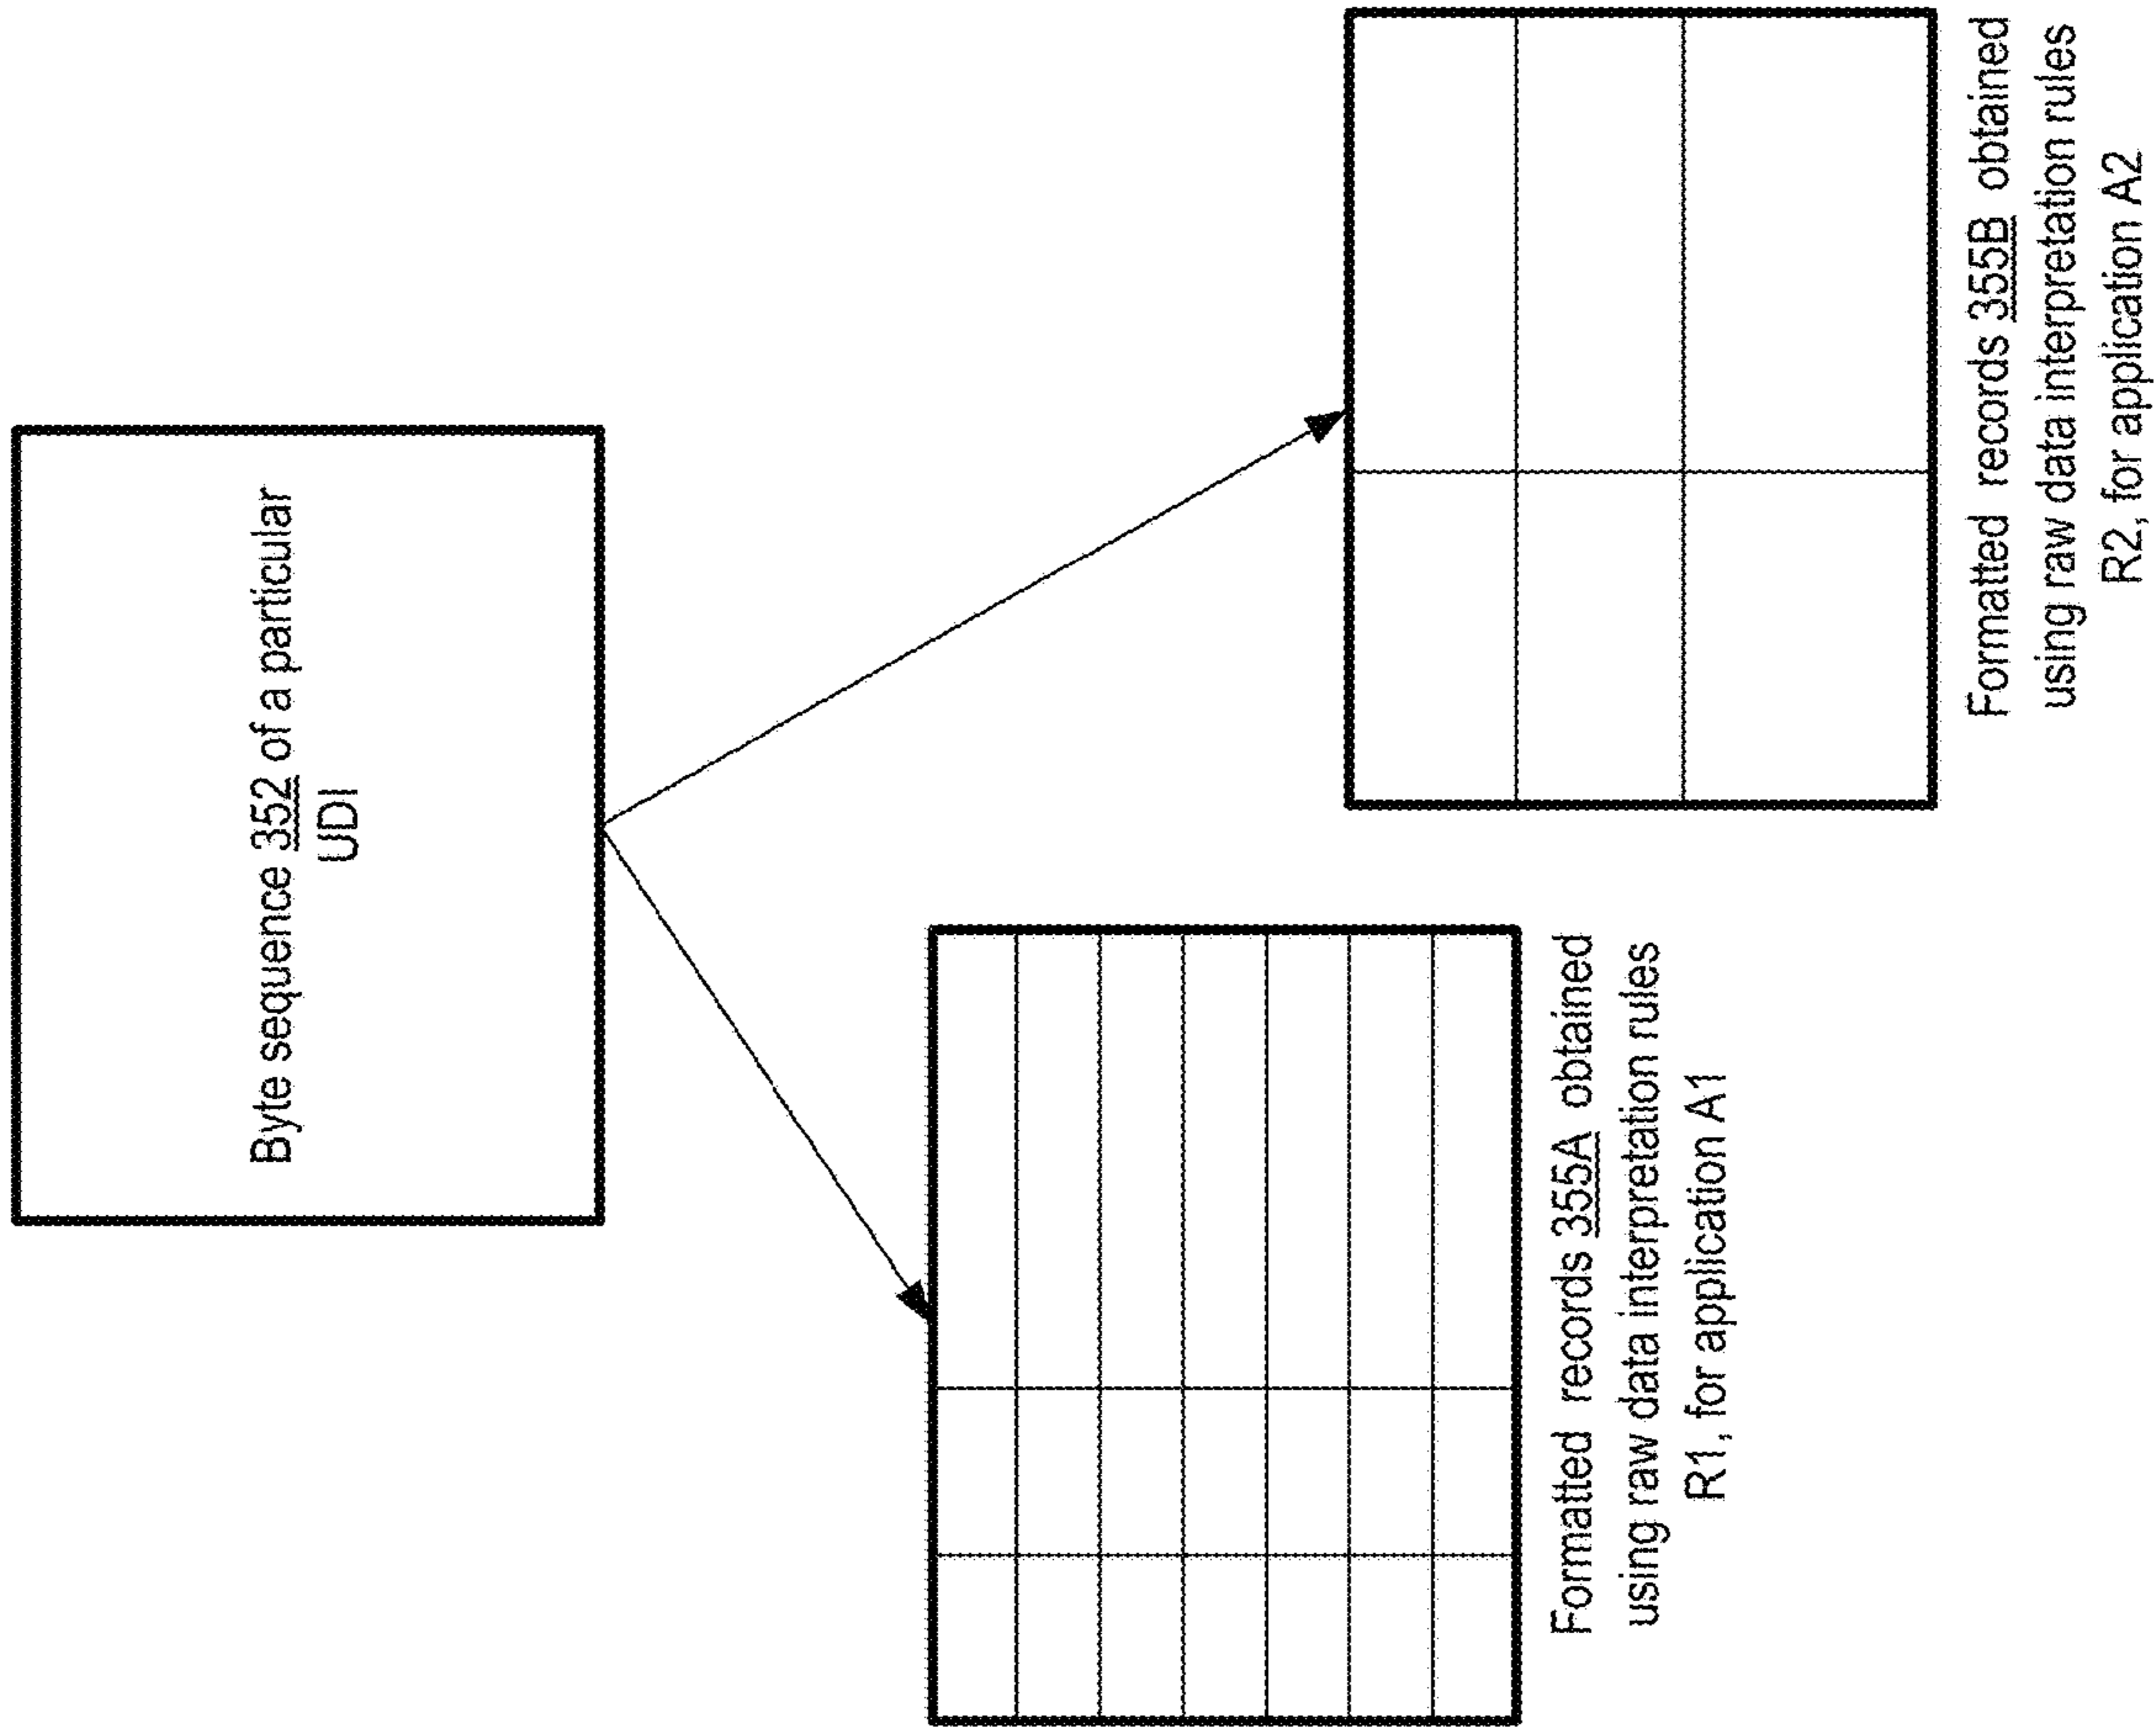 Byte sequence 352 of a particular
UDI
Formatted records 355A obtained
using raw data interpretation rules
R1, for application A1
Formatted records 355B obtained
using raw data interpretation rules
R2, for application A2